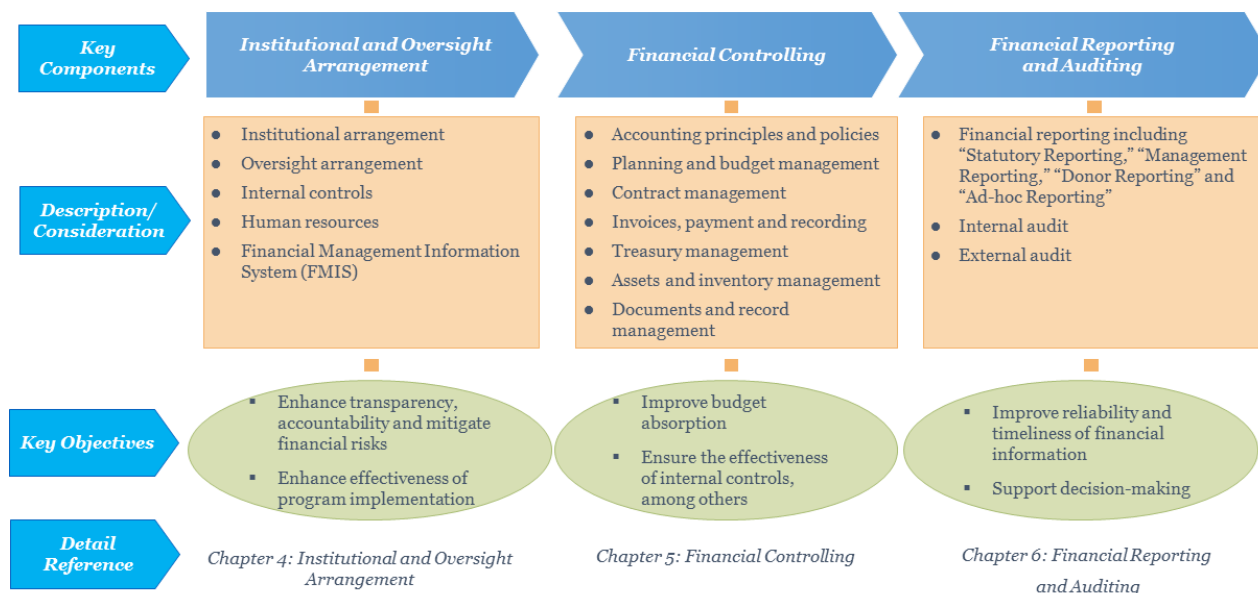 Key
Components
Institutional and Oversight
Arrangement
Financial Controlling
Financial Reporting
and Auditing
Description/
Consideration
● Institutional arrangement
● Oversight arrangement
● Internal controls
● Human resources
● Financial Management Information
System (FMIS)
● Accounting principles and policies
● Planning and budget management
● Contract management
● Invoices, payment and recording
● Treasury management
● Assets and inventory management
● Documents and record
management
● Financial reporting including
“Statutory Reporting,” “Management
Reporting,” “Donor Reporting” and
“Ad-hoc Reporting”
● Internal audit
● External audit
Key Objectives
▪ Enhance transparency,
accountability and mitigate
financial risks
▪ Enhance effectiveness of
program implementation
▪ Improve budget
absorption
▪ Ensure the effectiveness
of internal controls,
among others
▪ Improve reliability and
timeliness of financial
information
▪ Support decision-making
Detail
Reference
Chapter 4: Institutional and Oversight
Arrangement
Chapter 5: Financial Controlling
Chapter 6: Financial Reporting
and Auditing